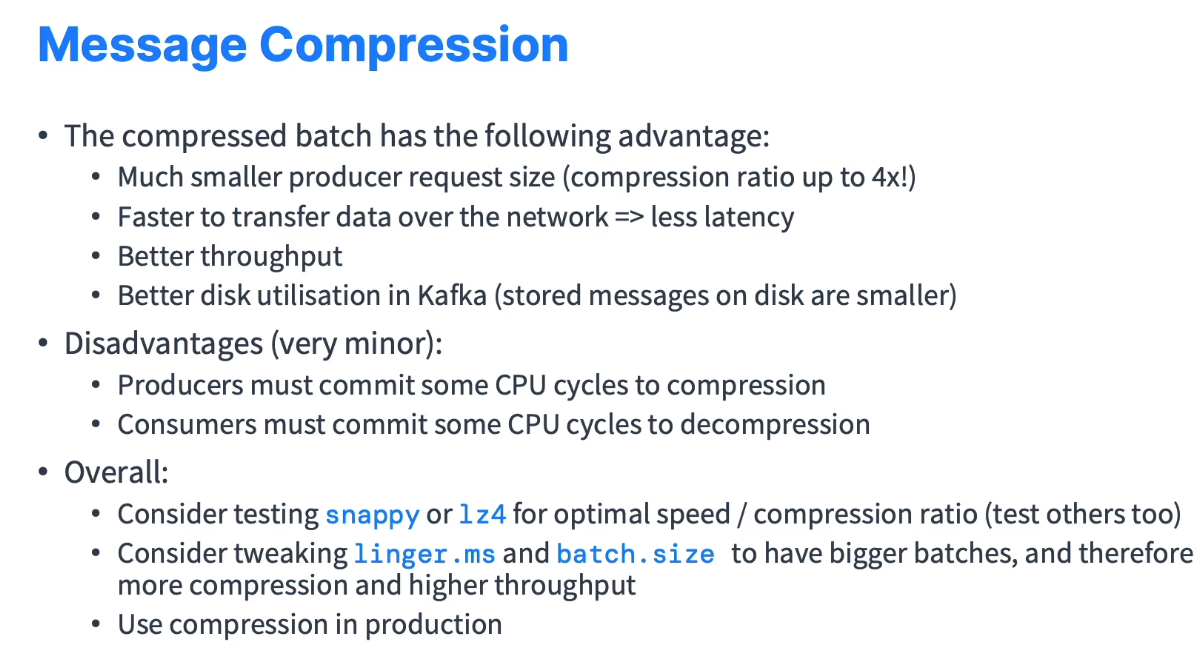 Message Compression
• The compressed batch has the following advantage:
• Much smaller producer request size (compression ratio up to 4x!)
• Faster to transfer data over the network => less latency
• Better throughput
• Better disk utilisation in Kafka (stored messages on disk are smaller)
• Disadvantages (very minor):
• Producers must commit some CPU cycles to compression
• Consumers must commit some CPU cycles to decompression
• Overall:
• Consider testing snappy or lz4 for optimal speed / compression ratio (test others too)
• Consider tweaking linger.ms and batch.size to have bigger batches, and therefore
more compression and higher throughput
• Use compression in production